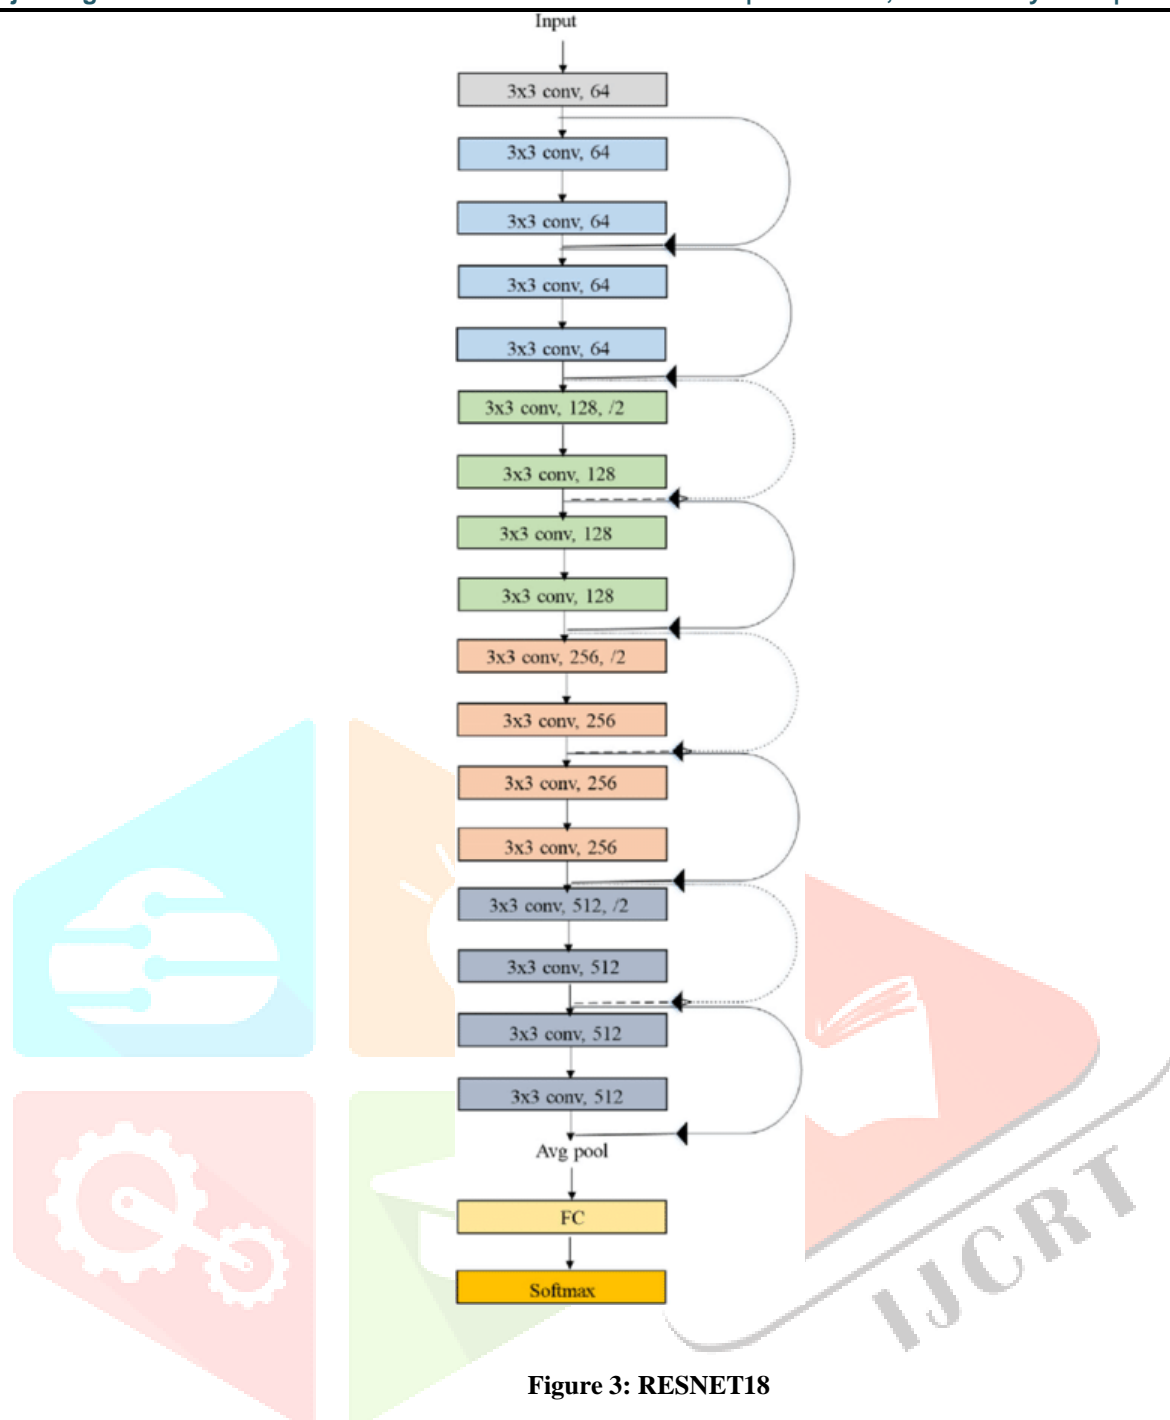 Input
3x3 conv, 64
3x3 conv, 64
3x3 conv, 64
3x3 conv, 64
3x3 conv, 64
3x3 conv, 128, /2
3x3 conv, 128
3x3 conv, 128
3x3 conv, 128
3x3 conv, 256, /2
3x3 conv, 256
3x3 conv, 256
3x3 conv, 256
3x3 conv, 512, /2
3x3 conv, 512
3x3 conv, 512
3x3 conv, 512
Avg pool
FC
Softmax
IJCRT
Figure 3: RESNET18